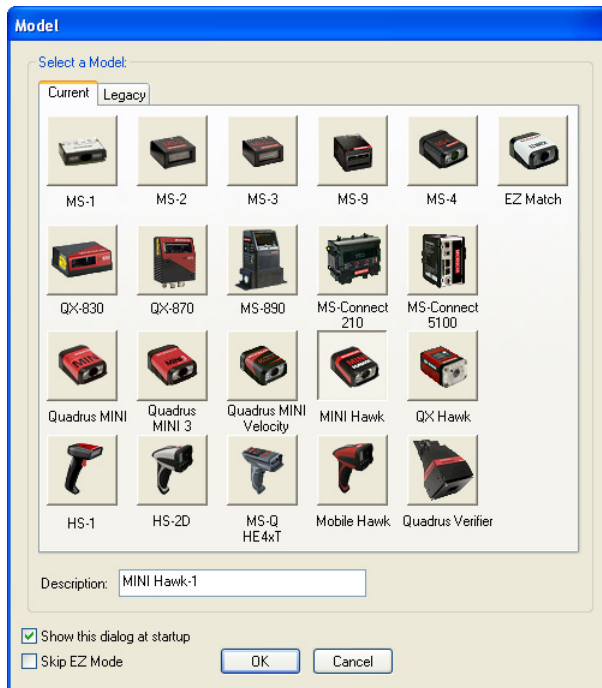 Model
Select a Model:
Current Legacy
MS-1 MS-2 MS-3 MS-9 MS-4 EZ Match
QX-830 QX-870 MS-890 MS-Connect 210 MS-Connect 5100
Quadrus MINI Quadrus MINI 3 Quadrus MINI Velocity MINI Hawk QX Hawk
HS-1 HS-2D MS-Q HE4xT Mobile Hawk Quadrus Verifier
Description: MINI Hawk-1
Show this dialog at startup
Skip EZ Mode OK Cancel